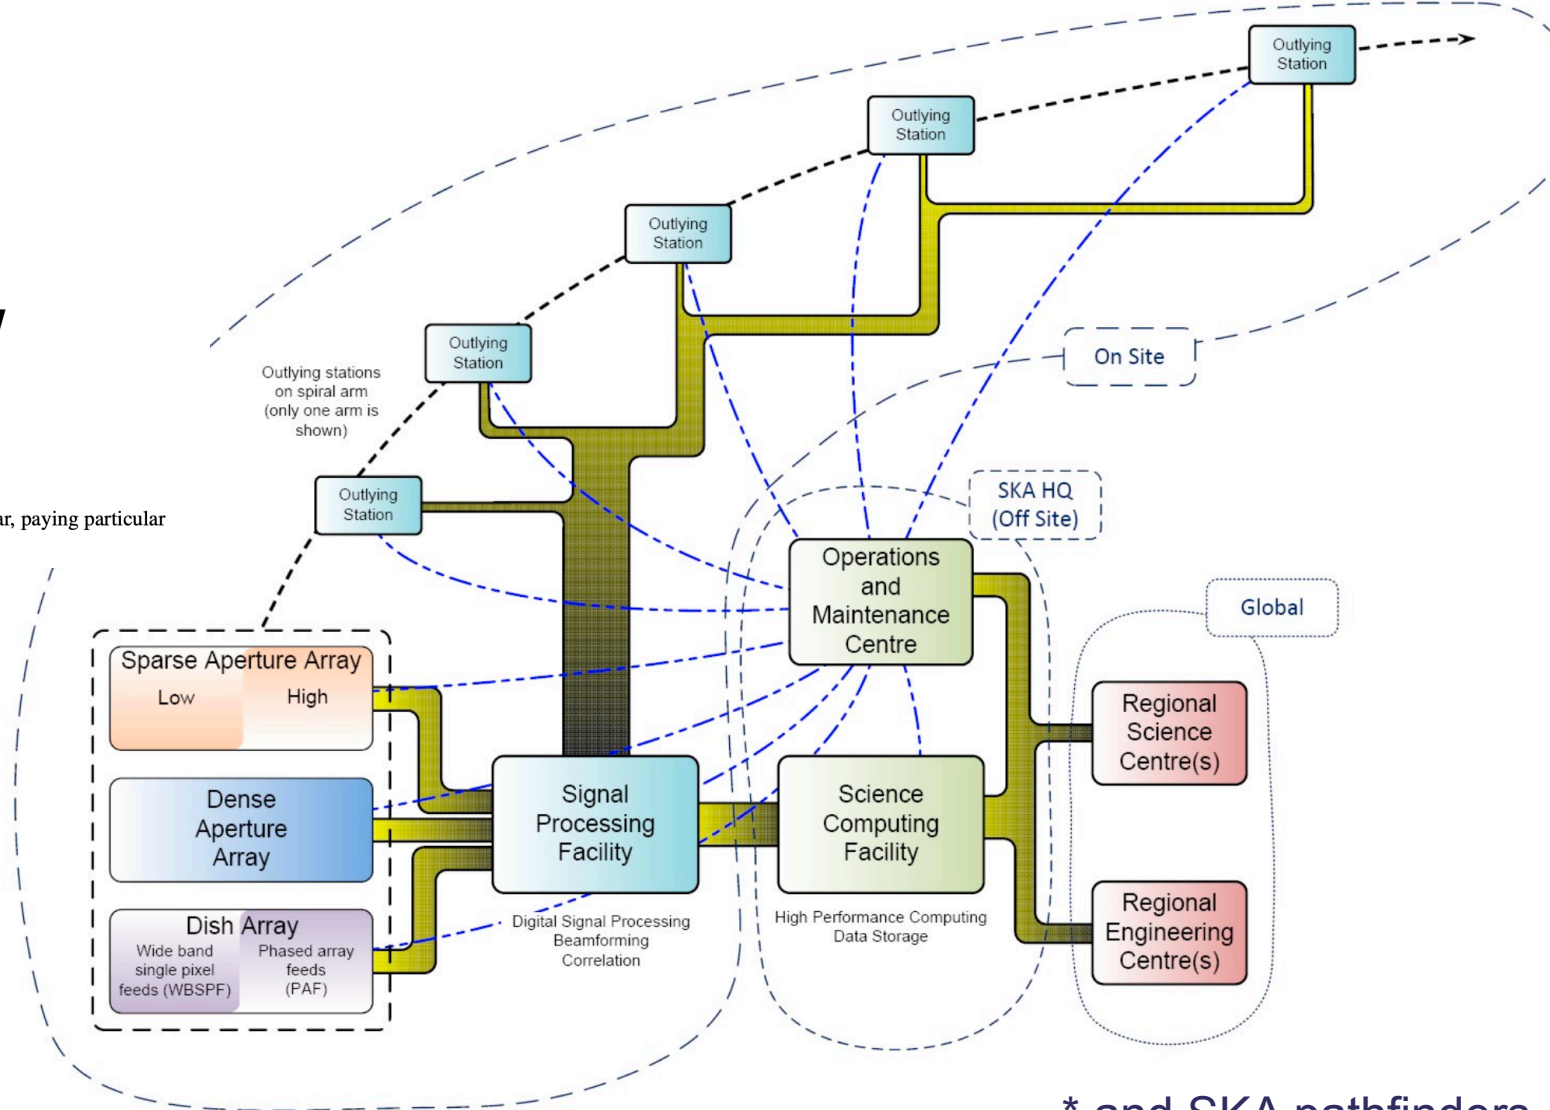 Outlying
Station
Outlying
Station
Outlying
Station
Outlying
Station
Outlying stations
on spiral arm
(only one arm is
shown)
On Site
Outlying
Station
SKA HQ
(Off Site)
ar, paying particular
Operations
and
Maintenance
Centre
Global
Sparse Aperture Array
Low
High
Regional
Science
Centre(s)
Dense
Aperture
Array
Signal
Processing
Facility
Science
Computing
Facility
Dish Array
Wide band
single pixel
feeds (WBSPF)
Phased array
feeds
(PAF)
Digital Signal Processing
Beamforming
Correlation
High Performance Computing
Data Storage
Regional
Engineering
Centre(s)
* and SKA pathfinders